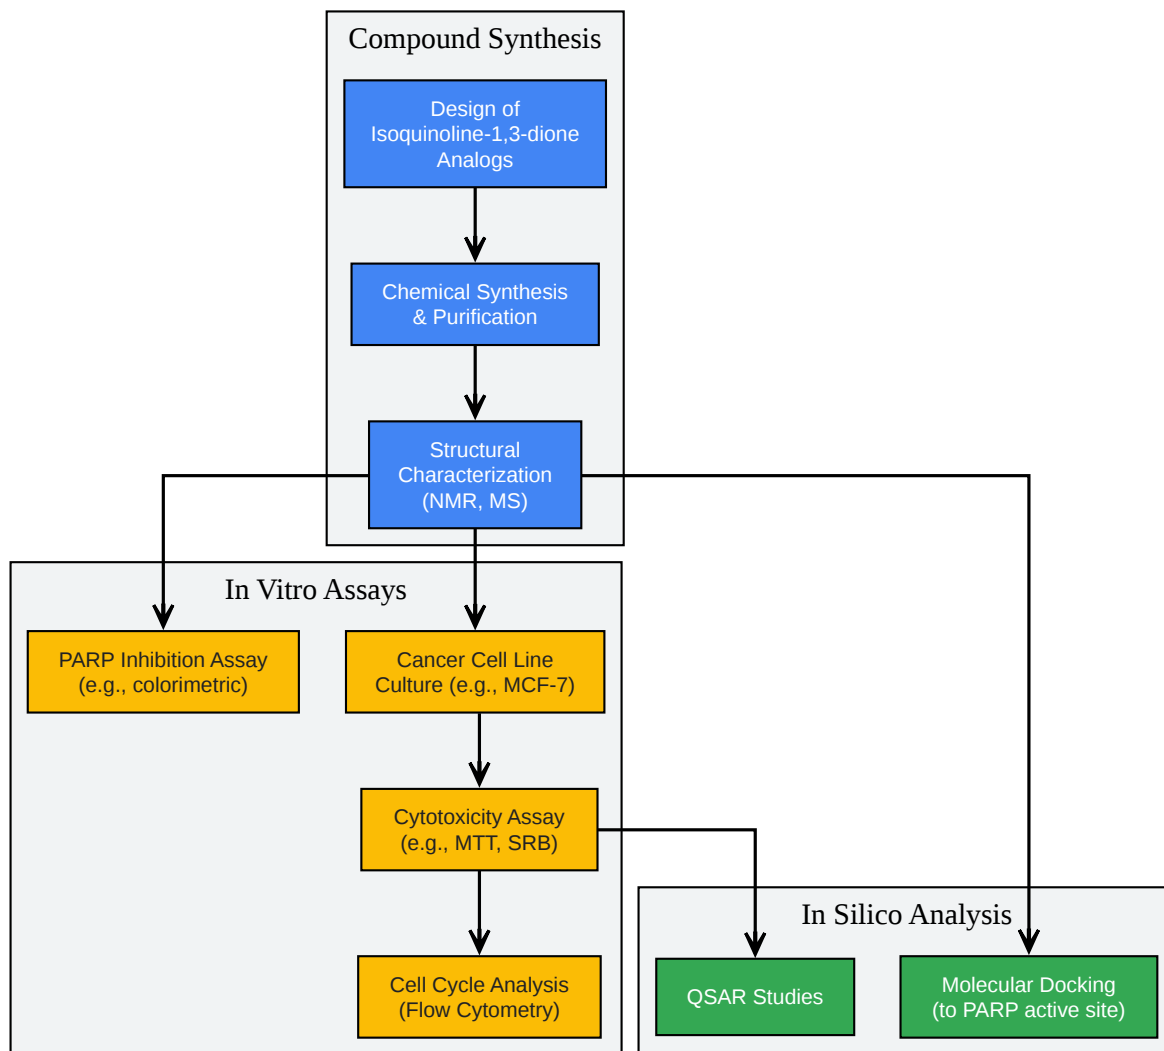 Compound Synthesis
Design of
Isoquinoline-1,3-dione
Analogs
Chemical Synthesis
& Purification
Structural
Characterization
(NMR, MS)
In Vitro Assays
PARP Inhibition Assay
(e.g., colorimetric)
Cancer Cell Line
Culture (e.g., MCF-7)
Cytotoxicity Assay
(e.g., MTT, SRB)
Cell Cycle Analysis
(Flow Cytometry)
In Silico Analysis
QSAR Studies
Molecular Docking
(to PARP active site)